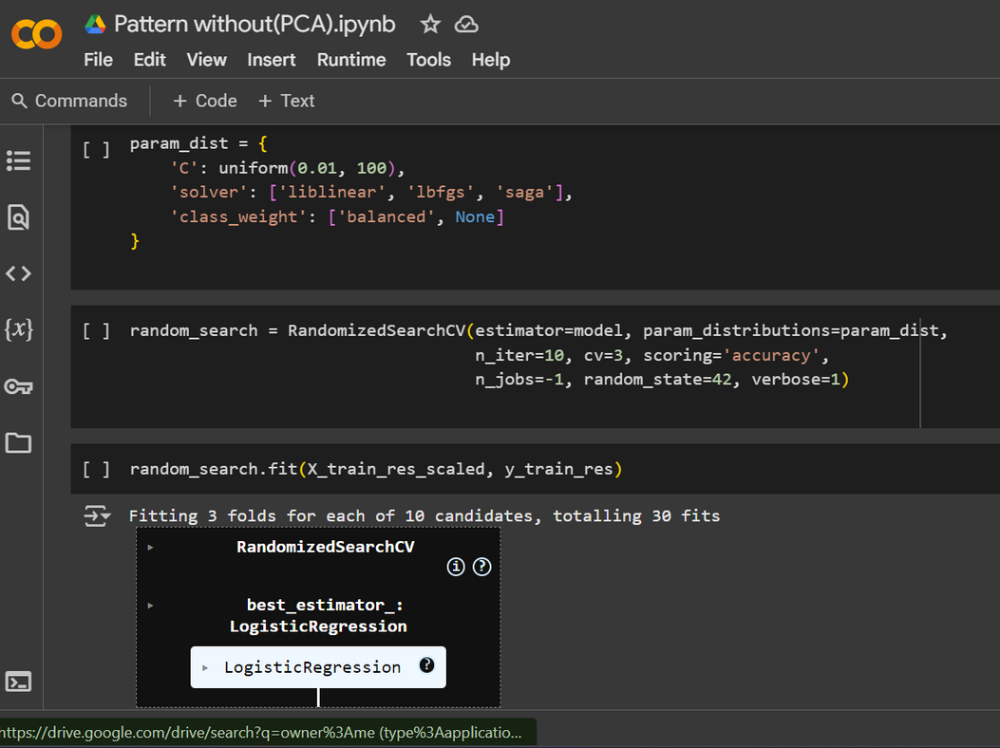 Pattern without(PCA).ipynb
File Edit View Insert Runtime Tools Help
Commands + Code + Text
[ ] param_dist = {
'C': uniform(0.01, 100),
'solver': ['liblinear', 'lbfgs', 'saga'],
'class_weight': ['balanced', None]
}
[ ] random_search = RandomizedSearchCV(estimator=model, param_distributions=param_dist,
n_iter=10, cv=3, scoring='accuracy',
n_jobs=-1, random_state=42, verbose=1)
[ ] random_search.fit(X_train_res_scaled, y_train_res)
Fitting 3 folds for each of 10 candidates, totalling 30 fits
RandomizedSearchCV
i ?
best_estimator_:
LogisticRegression
LogisticRegression ?
https://drive.google.com/drive/search?q=owner%3Ame (type%3Aapplicatio...